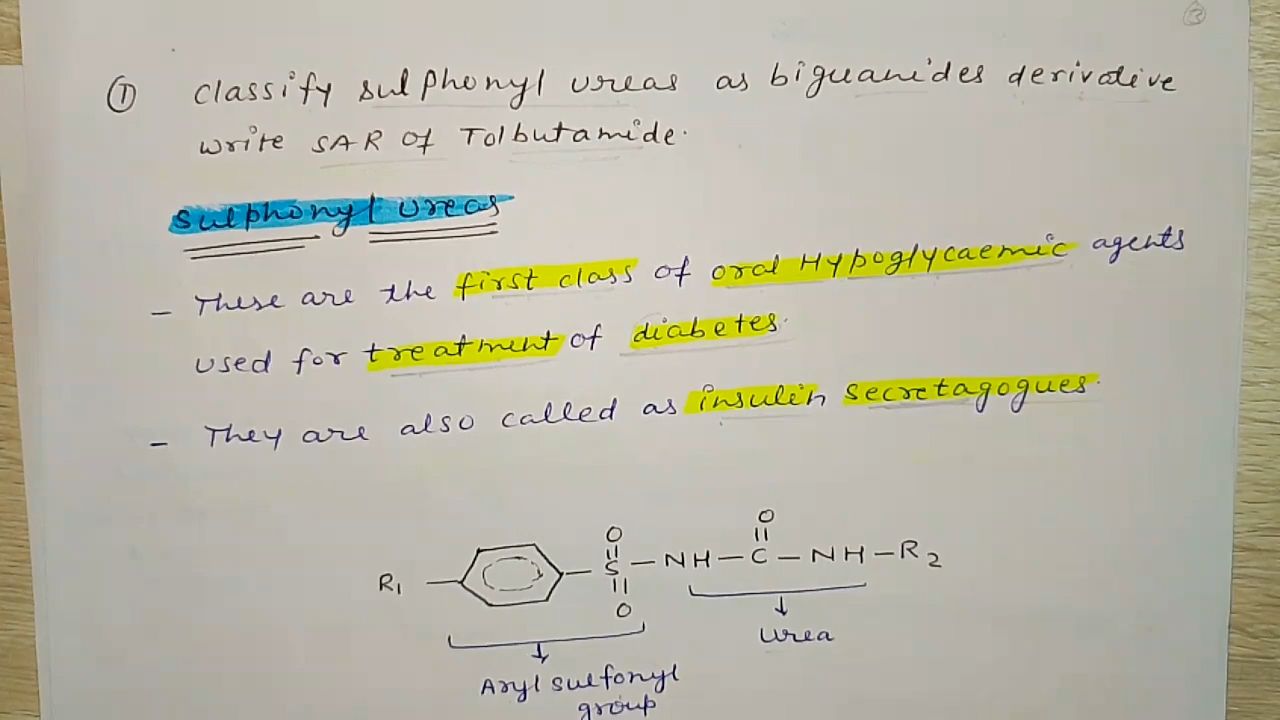 3
① classify sulphonyl ureas as biguanides derivative
write SAR of Tolbutamide.
sulphonyl ureas
- These are the first class of oral Hypoglycaemic agents
used for treatment of diabetes.
- They are also called as insulin secretagogues.
R₁ - S(=O)(=O) - NH - C(=O) - NH - R₂
Urea
Aryl sulfonyl
group